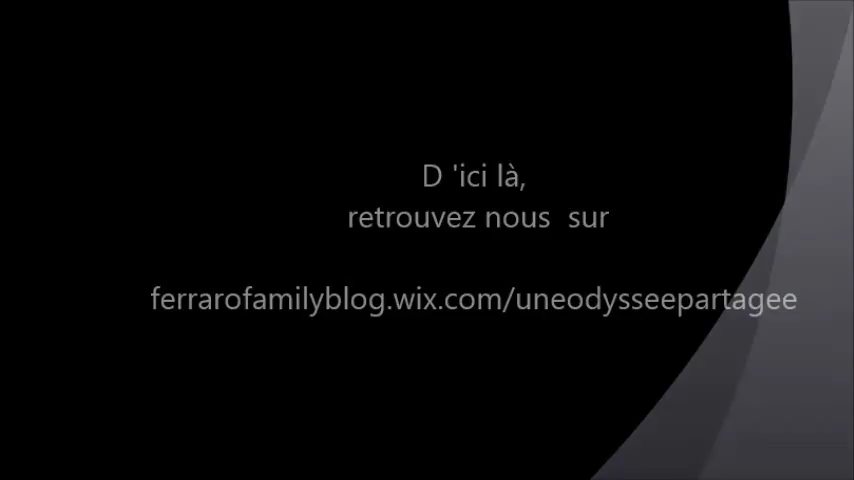 D 'ici là,
retrouvez nous  sur
ferrarofamilyblog.wix.com/uneodysseepartagee